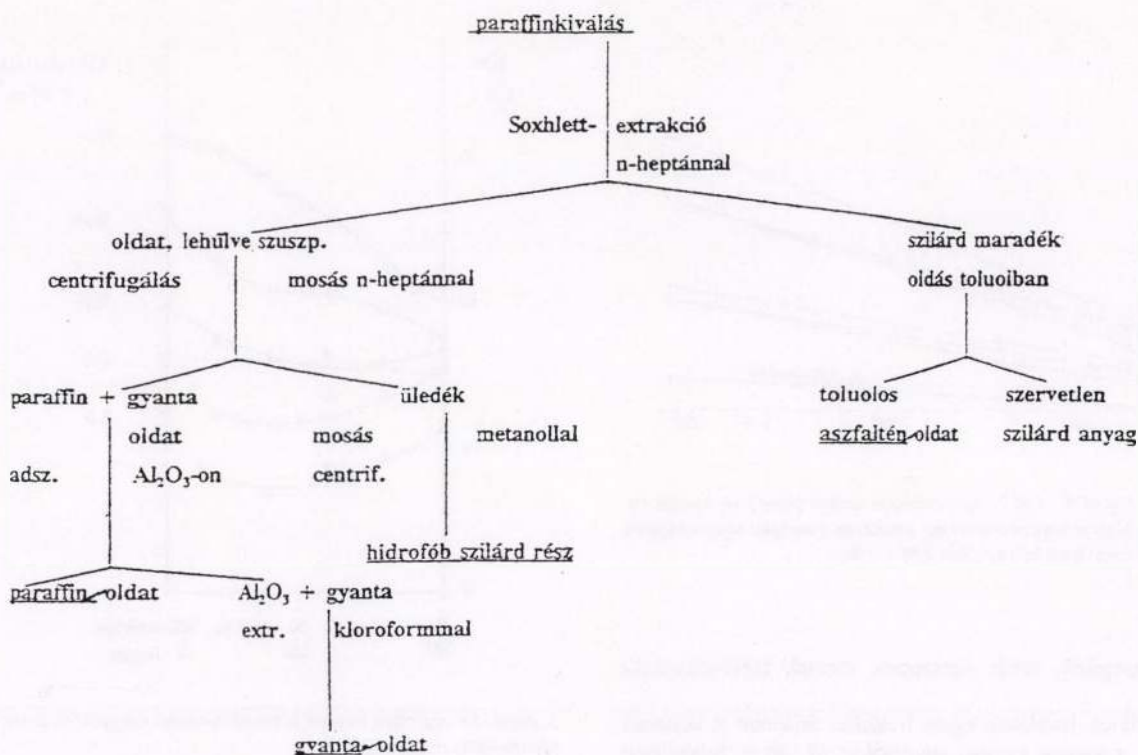 paraffinkiválás
Soxhlett- extrakció
n-heptánnal
oldat, lehűlve szuszp.
szilárd maradék
centrifugálás mosás n-heptánnal
oldás toluolban
paraffin + gyanta
üledék
toluolos
szervetlen
oldat
mosás metanollal
aszfaltén-oldat
szilárd anyag
adsz. Al₂O₃-on
centrif.
hidrofób szilárd rész
paraffin-oldat
Al₂O₃ + gyanta
extr. kloroformmal
gyanta-oldat